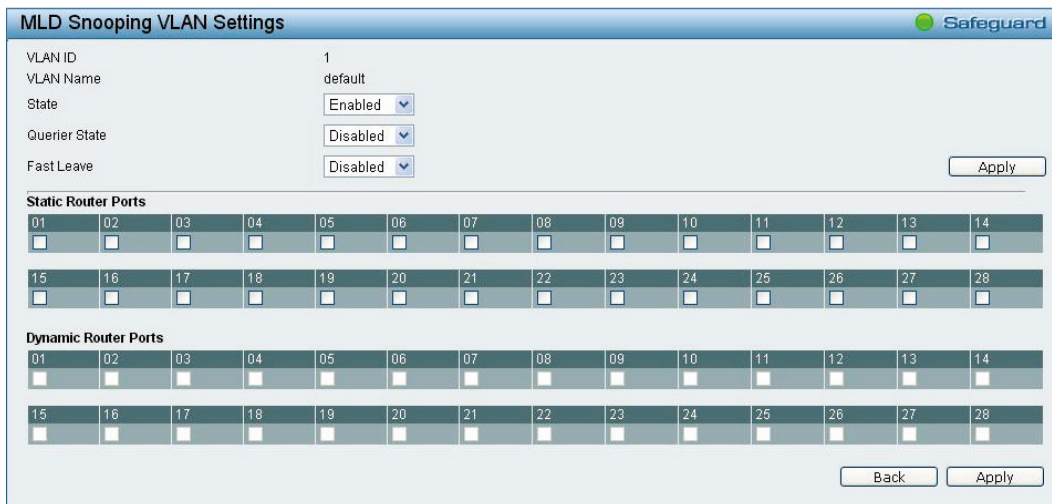 MLD Snooping VLAN Settings Safeguard
VLAN ID 1
VLAN Name default
State Enabled
Querier State Disabled
Fast Leave Disabled Apply
Static Router Ports
01 02 03 04 05 06 07 08 09 10 11 12 13 14
15 16 17 18 19 20 21 22 23 24 25 26 27 28
Dynamic Router Ports
01 02 03 04 05 06 07 08 09 10 11 12 13 14
15 16 17 18 19 20 21 22 23 24 25 26 27 28
Back Apply